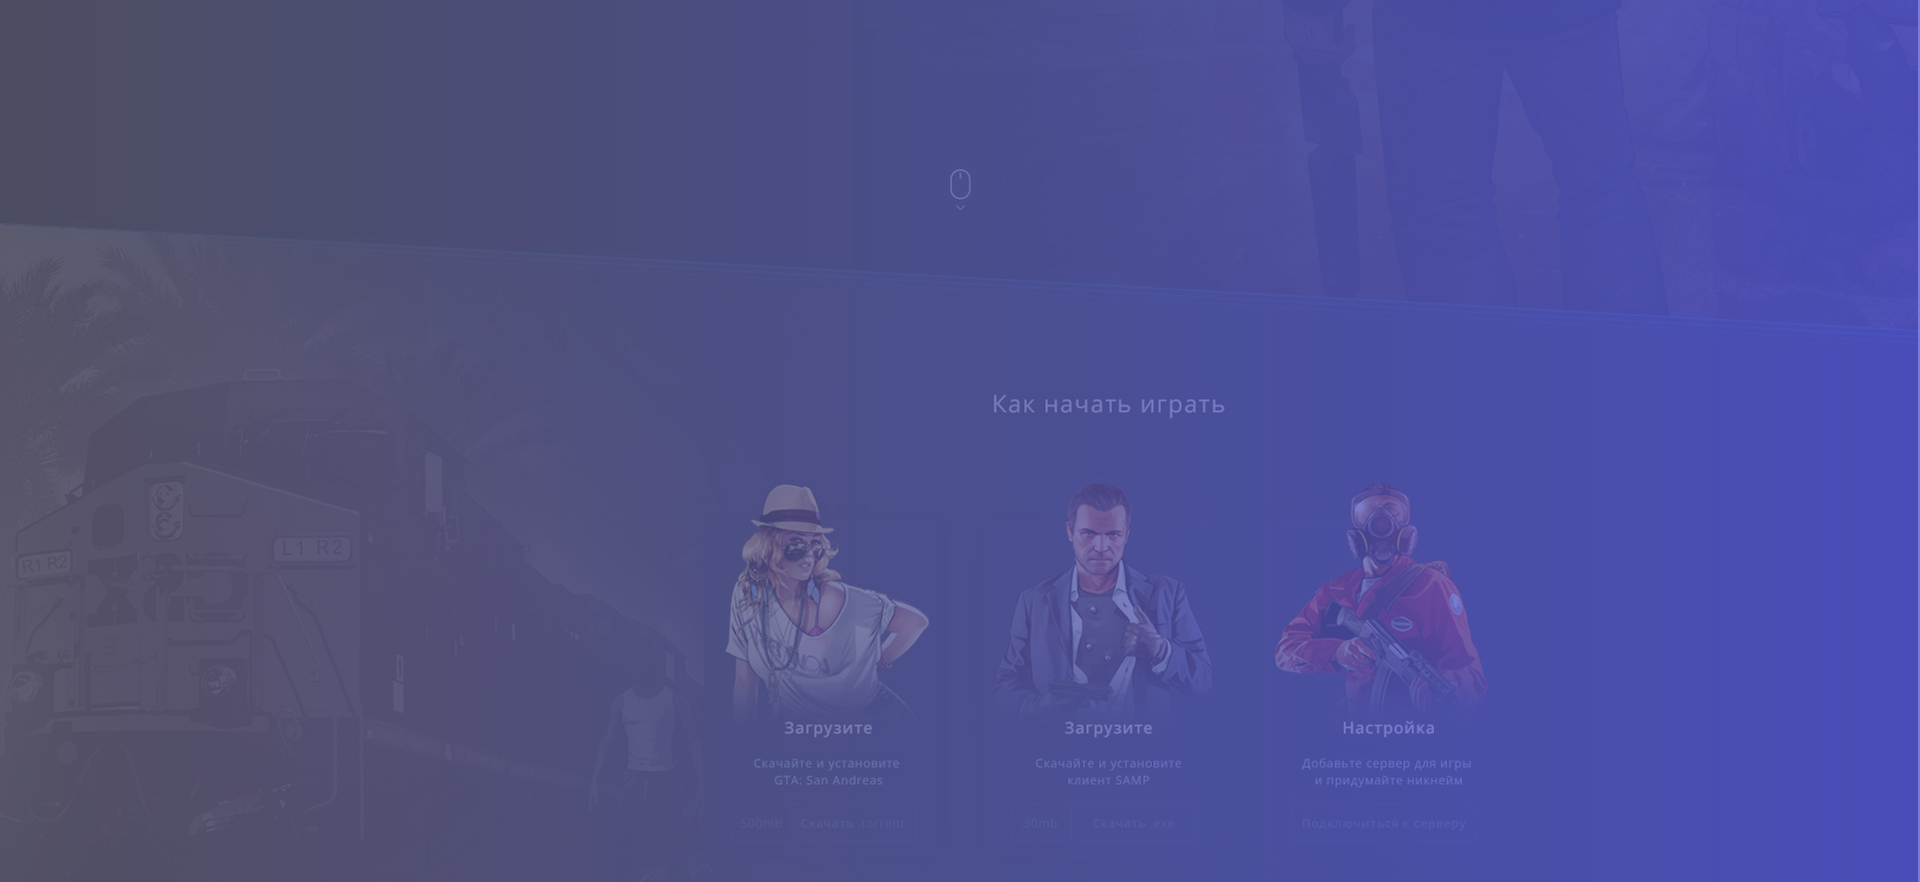 Как начать играть
L1 R2
R1 R2
Загрузите
Скачайте и установите
GTA: San Andreas
500mb
Скачать .torrent
Загрузите
Скачайте и установите
клиент SAMP
30mb
Скачать .exe
Настройка
Добавьте сервер для игры
и придумайте никнейм
Подключиться к серверу